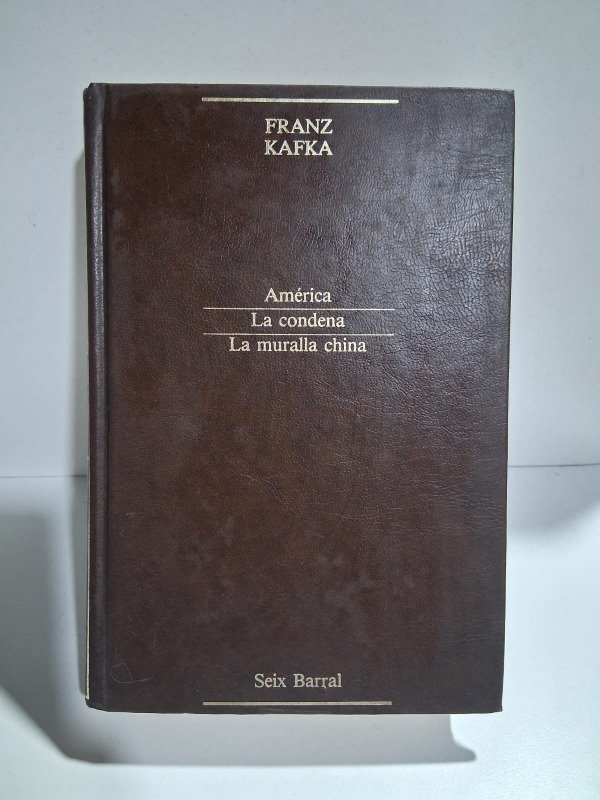 FRANZ
KAFKA
América
La condena
La muralla china
Seix Barral